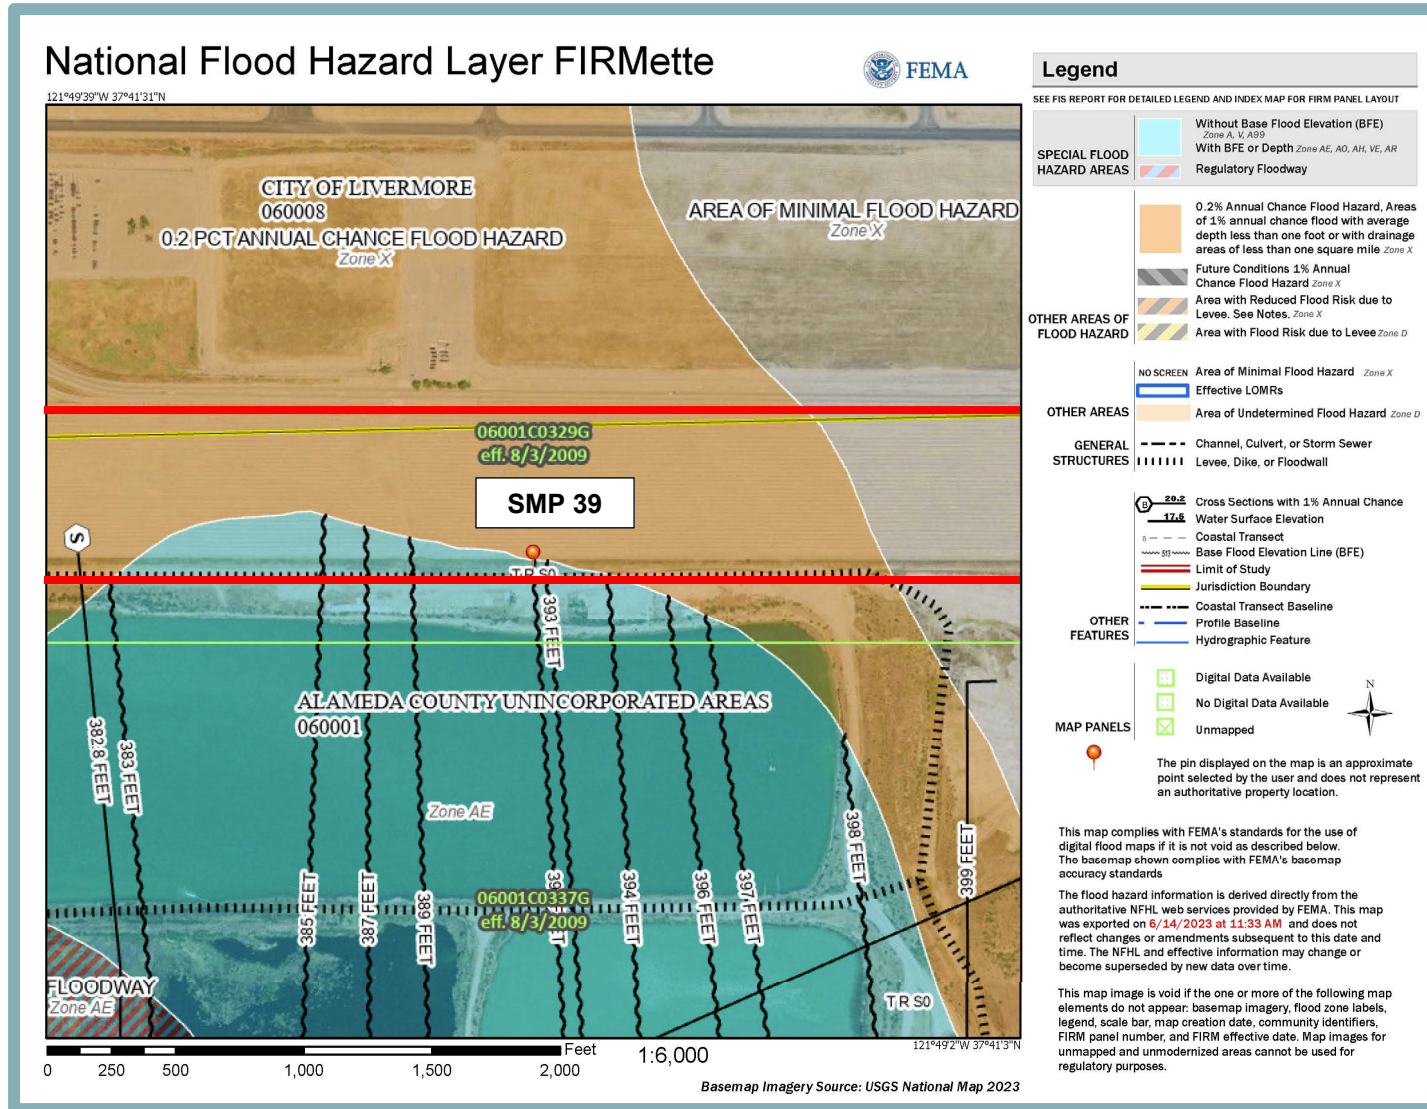 National Flood Hazard Layer FIRMette
FEMA
121°49'39"W 37°41'31"N
CITY OF LIVERMORE
060008
0.2 PCT ANNUAL CHANCE FLOOD HAZARD
Zone X
AREA OF MINIMAL FLOOD HAZARD
Zone X
06001C0329G
eff. 8/3/2009
SMP 39
S
T R S0
393 FEET
382.8 FEET
383 FEET
ALAMEDA COUNTY UNINCORPORATED AREAS
060001
Zone AE
385 FEET
387 FEET
389 FEET
394 FEET
396 FEET
397 FEET
398 FEET
399 FEET
06001C0337G
eff. 8/3/2009
FLOODWAY
Zone AE
T R S0
Feet
0 250 500 1,000 1,500 2,000
1:6,000
121°49'2"W 37°41'3"N
Basemap Imagery Source: USGS National Map 2023
Legend
SEE FIS REPORT FOR DETAILED LEGEND AND INDEX MAP FOR FIRM PANEL LAYOUT
SPECIAL FLOOD
HAZARD AREAS
Without Base Flood Elevation (BFE)
Zone A, V, A99
With BFE or Depth Zone AE, AO, AH, VE, AR
Regulatory Floodway
OTHER AREAS OF
FLOOD HAZARD
0.2% Annual Chance Flood Hazard, Areas
of 1% annual chance flood with average
depth less than one foot or with drainage
areas of less than one square mile Zone X
Future Conditions 1% Annual
Chance Flood Hazard Zone X
Area with Reduced Flood Risk due to
Levee. See Notes. Zone X
Area with Flood Risk due to Levee Zone D
OTHER AREAS
NO SCREEN Area of Minimal Flood Hazard Zone X
Effective LOMRs
Area of Undetermined Flood Hazard Zone D
GENERAL
STRUCTURES
Channel, Culvert, or Storm Sewer
Levee, Dike, or Floodwall
OTHER
FEATURES
B 20.2 Cross Sections with 1% Annual Chance
17.5 Water Surface Elevation
8 Coastal Transect
513 Base Flood Elevation Line (BFE)
Limit of Study
Jurisdiction Boundary
Coastal Transect Baseline
Profile Baseline
Hydrographic Feature
MAP PANELS
Digital Data Available
No Digital Data Available
Unmapped
N
The pin displayed on the map is an approximate
point selected by the user and does not represent
an authoritative property location.
This map complies with FEMA's standards for the use of
digital flood maps if it is not void as described below.
The basemap shown complies with FEMA's basemap
accuracy standards
The flood hazard information is derived directly from the
authoritative NFHL web services provided by FEMA. This map
was exported on 6/14/2023 at 11:33 AM and does not
reflect changes or amendments subsequent to this date and
time. The NFHL and effective information may change or
become superseded by new data over time.
This map image is void if the one or more of the following map
elements do not appear: basemap imagery, flood zone labels,
legend, scale bar, map creation date, community identifiers,
FIRM panel number, and FIRM effective date. Map images for
unmapped and unmodernized areas cannot be used for
regulatory purposes.